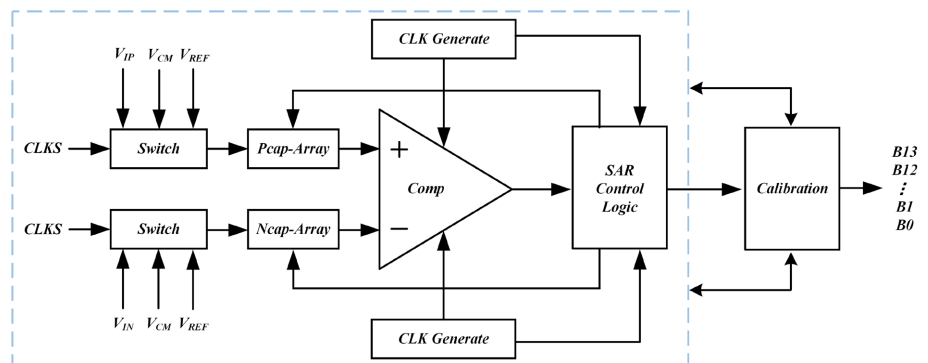 CLK Generate
V_IP V_CM V_REF
CLKS
Switch
Pcap-Array
+
Comp
SAR
Control
Logic
Calibration
B13
B12
⋮
B1
B0
CLKS
Switch
Ncap-Array
−
V_IN V_CM V_REF
CLK Generate